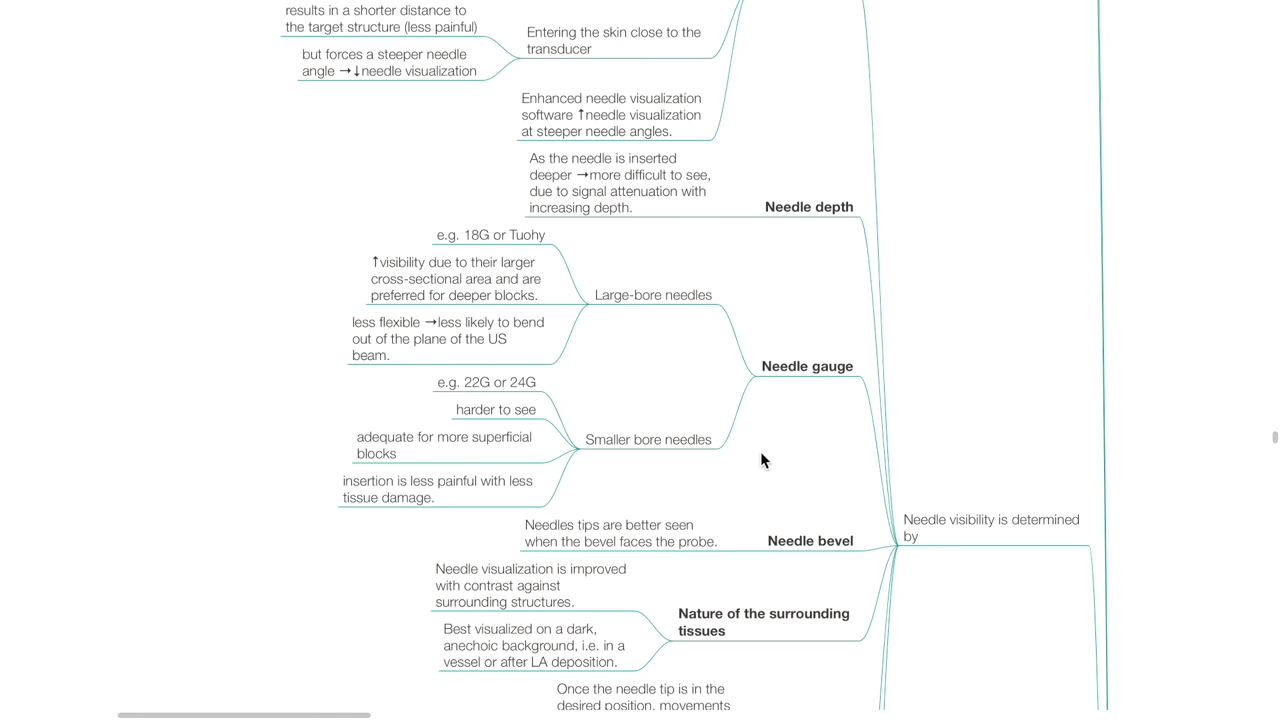 results in a shorter distance to
the target structure (less painful)
but forces a steeper needle
angle →↓needle visualization
Entering the skin close to the
transducer
Enhanced needle visualization
software ↑needle visualization
at steeper needle angles.
As the needle is inserted
deeper →more difficult to see,
due to signal attenuation with
increasing depth.
Needle depth
e.g. 18G or Tuohy
↑visibility due to their larger
cross-sectional area and are
preferred for deeper blocks.
less flexible →less likely to bend
out of the plane of the US
beam.
Large-bore needles
Needle gauge
e.g. 22G or 24G
harder to see
adequate for more superficial
blocks
insertion is less painful with less
tissue damage.
Smaller bore needles
Needles tips are better seen
when the bevel faces the probe.
Needle bevel
Needle visibility is determined
by
Needle visualization is improved
with contrast against
surrounding structures.
Best visualized on a dark,
anechoic background, i.e. in a
vessel or after LA deposition.
Nature of the surrounding
tissues
Once the needle tip is in the
desired position, movements